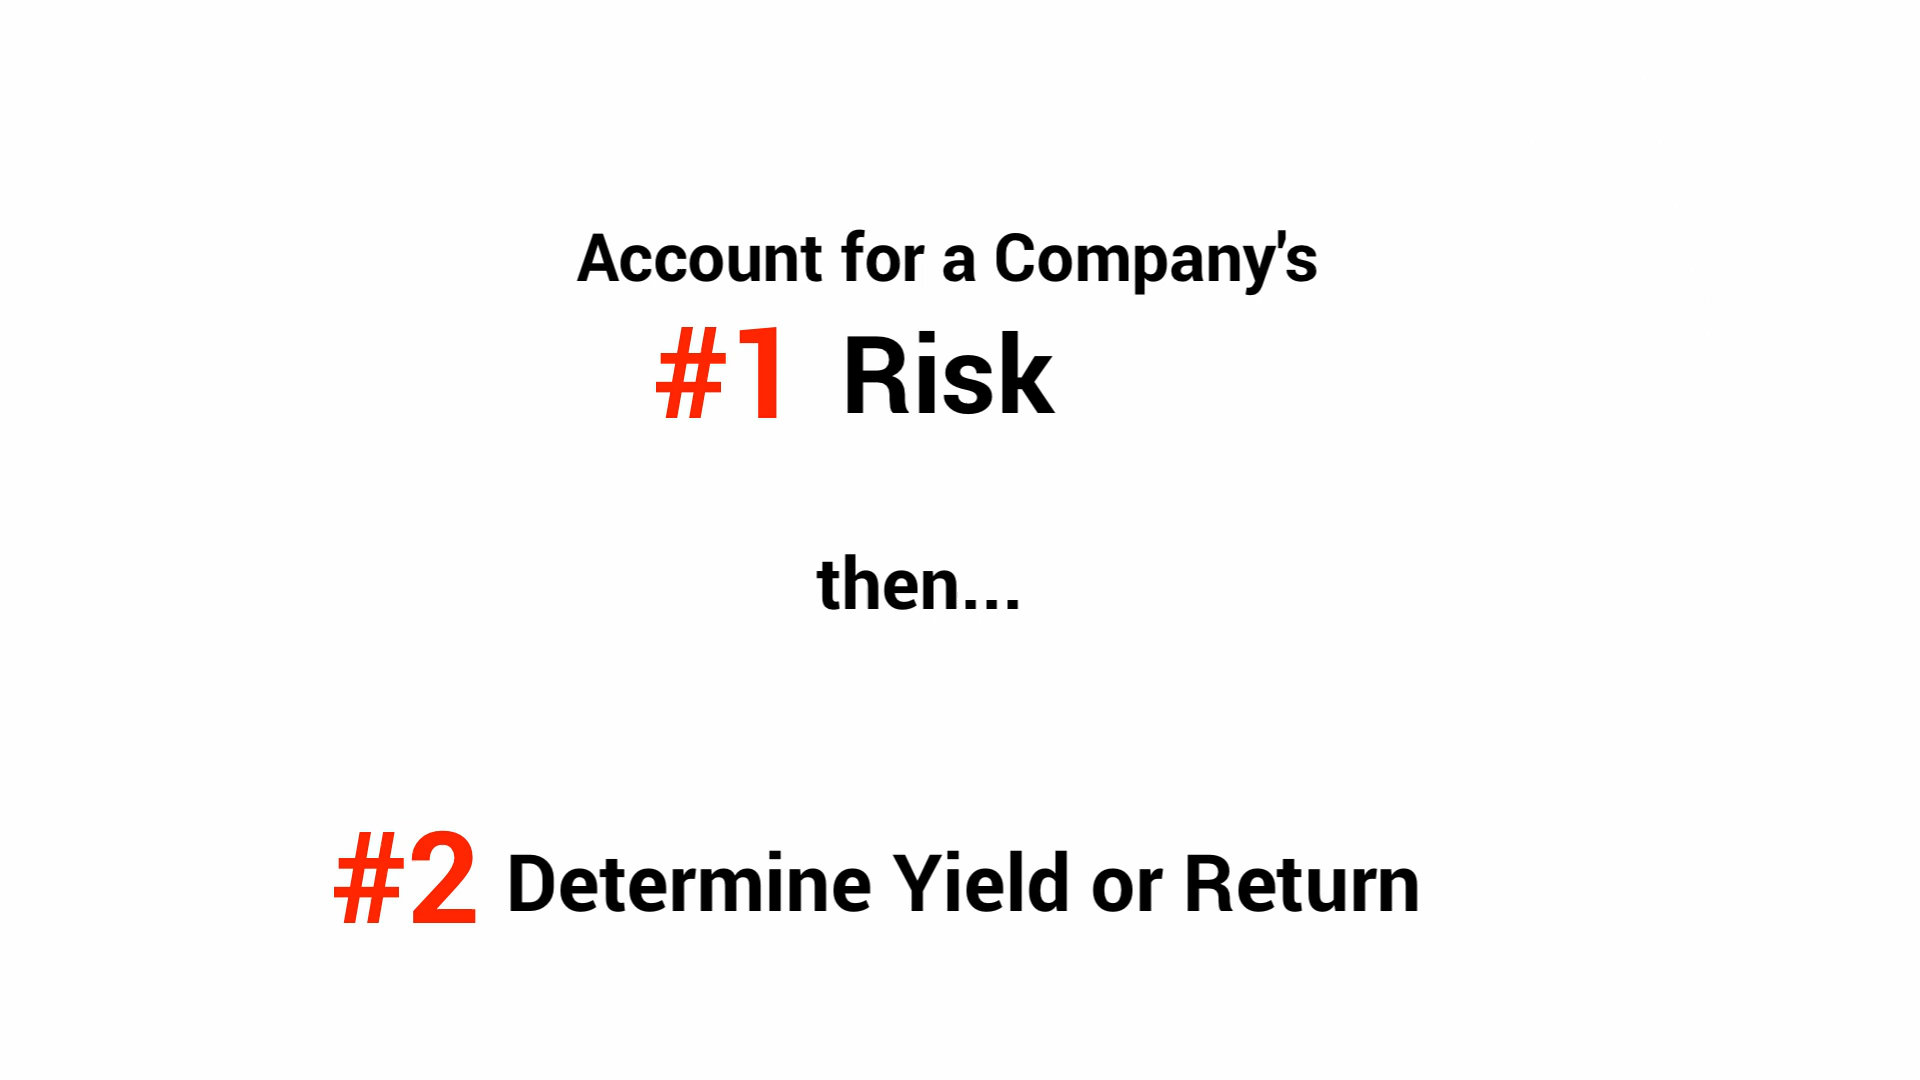 Account for a Company's
#1 Risk
then...
#2 Determine Yield or Return